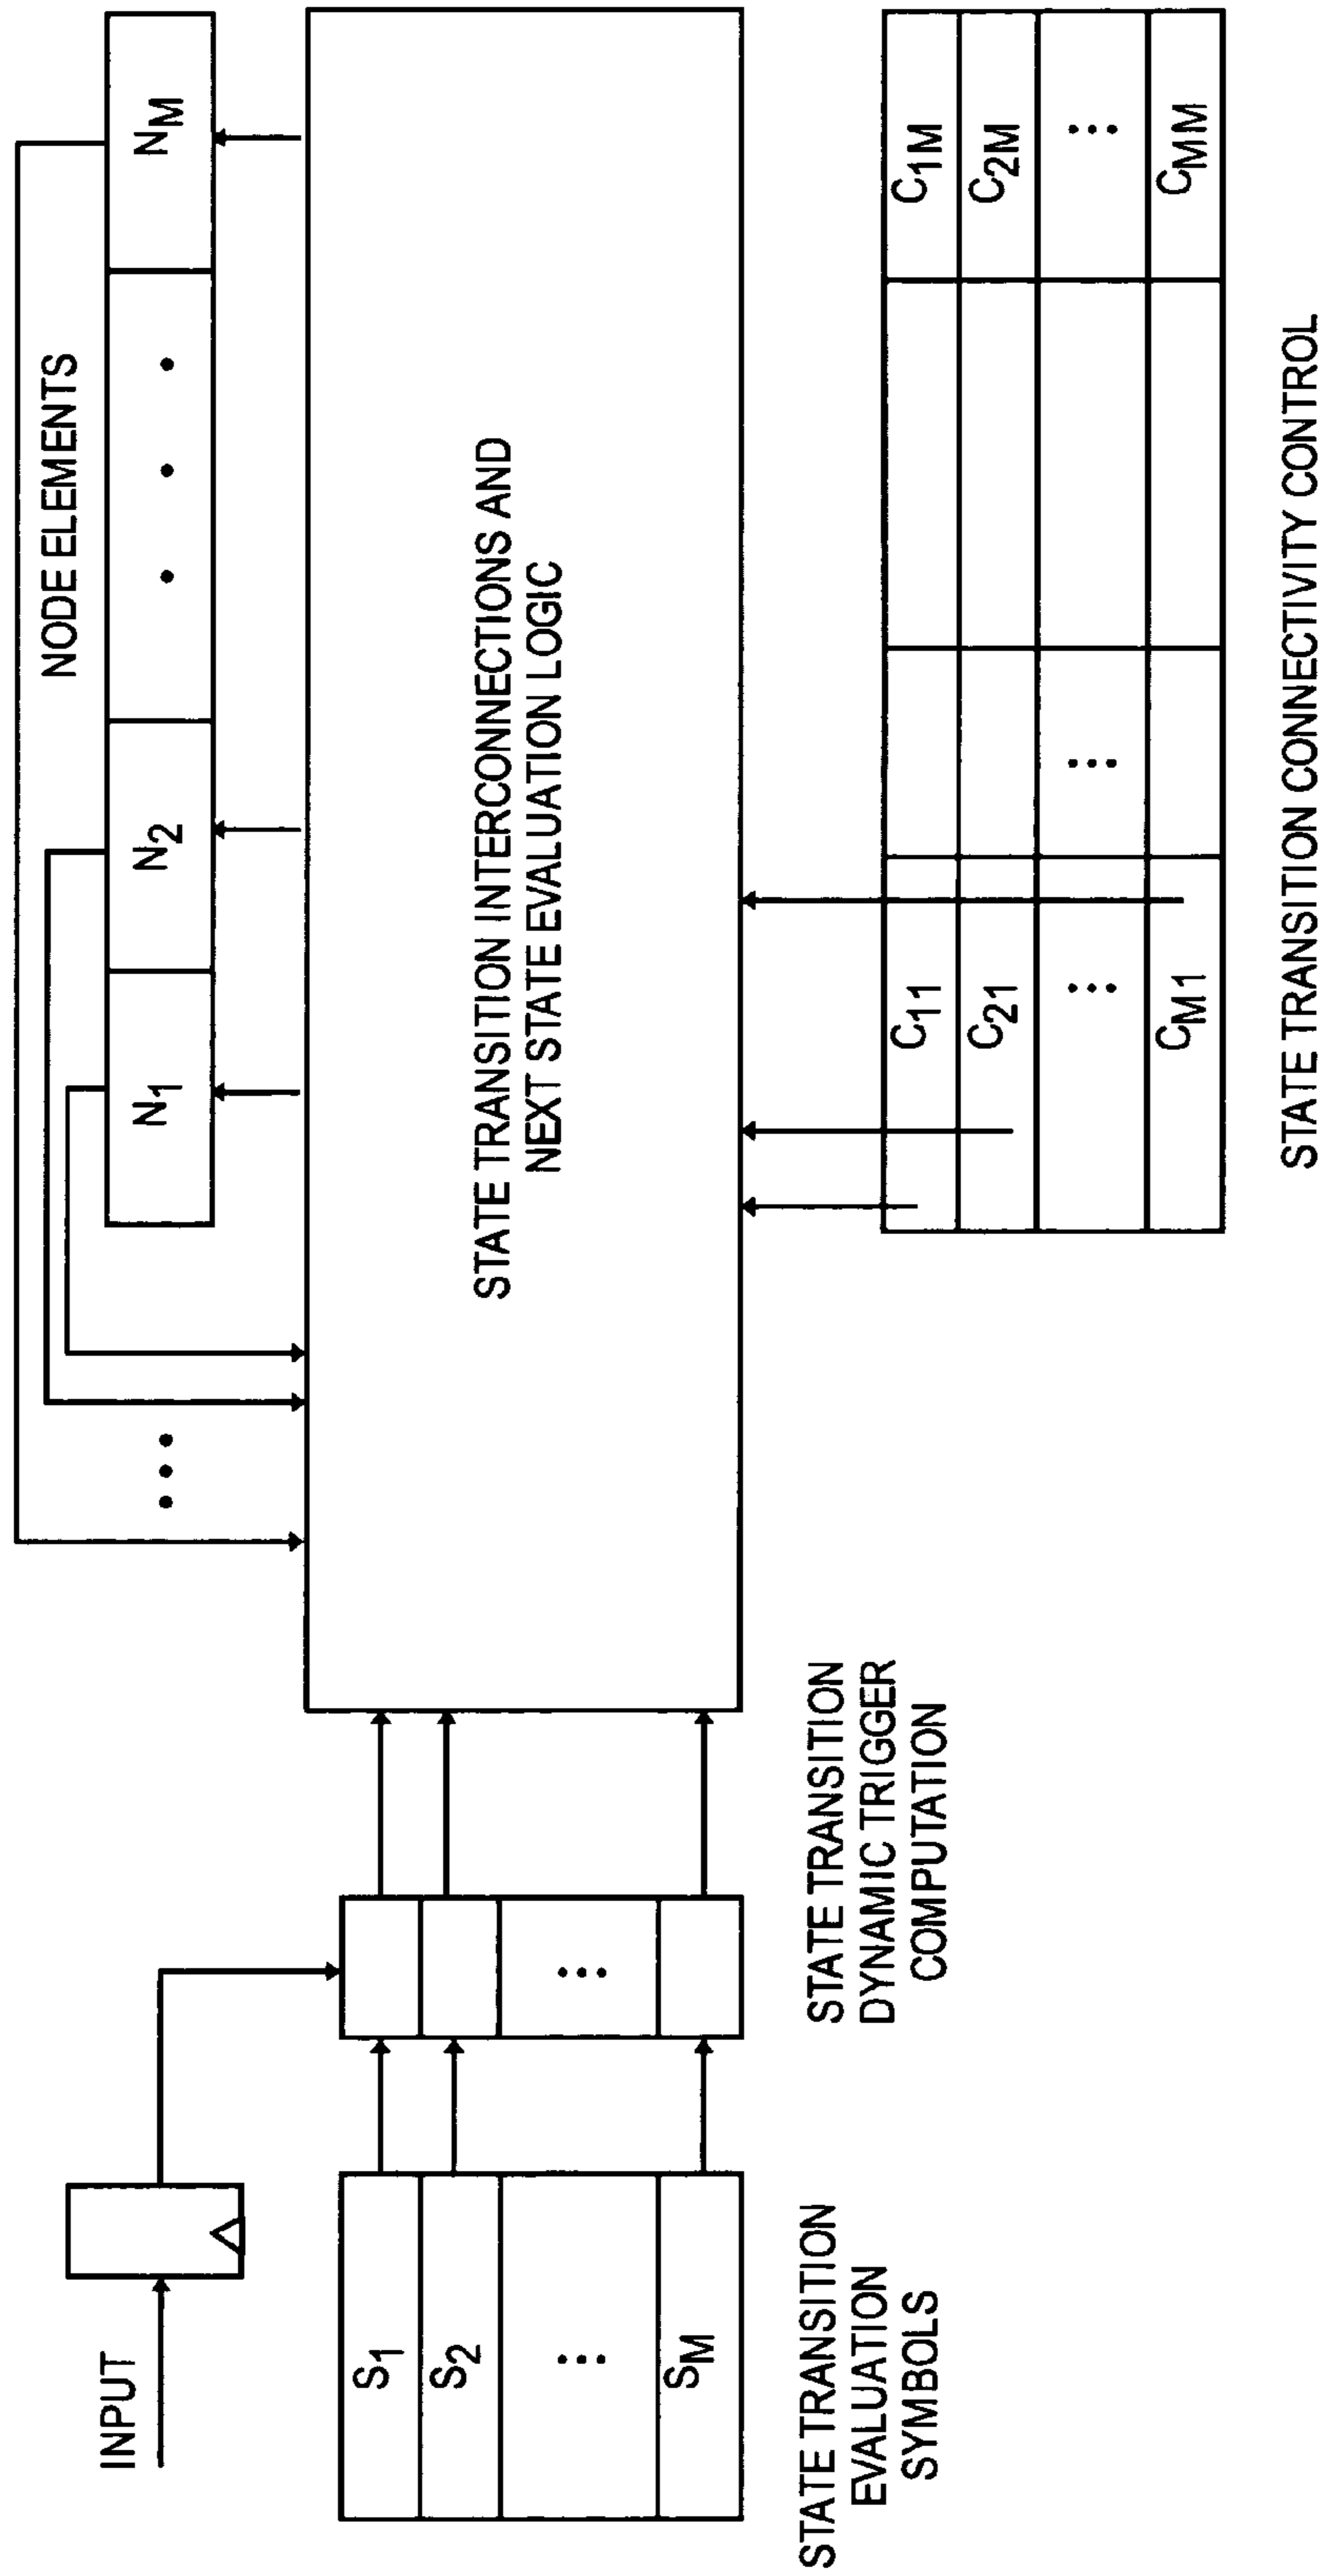 NODE ELEMENTS
N1
N2
• • •
NM
INPUT
• • •
STATE TRANSITION INTERCONNECTIONS AND
NEXT STATE EVALUATION LOGIC
S1
S2
...
SM
...
STATE TRANSITION
EVALUATION
SYMBOLS
STATE TRANSITION
DYNAMIC TRIGGER
COMPUTATION
C11
C1M
C21
C2M
... ... ...
CM1
CMM
STATE TRANSITION CONNECTIVITY CONTROL